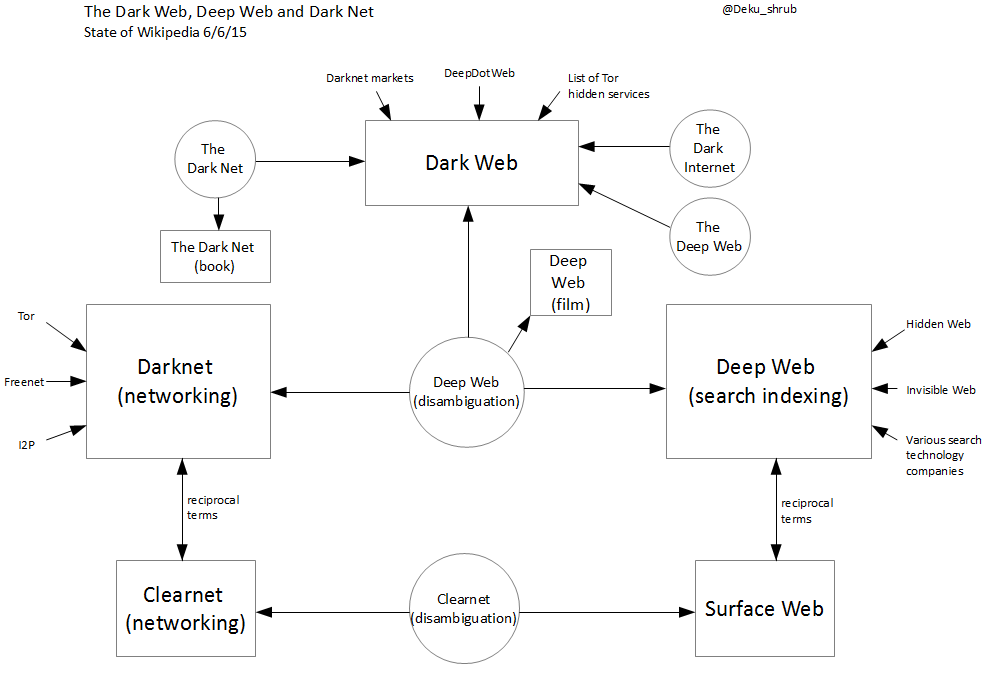 The Dark Web, Deep Web and Dark Net
State of Wikipedia 6/6/15
@Deku_shrub
Darknet markets
DeepDotWeb
List of Tor
hidden services
The
Dark Net
Dark Web
The
Dark
Internet
The
Deep Web
The Dark Net
(book)
Deep
Web
(film)
Tor
Freenet
I2P
Darknet
(networking)
Deep Web
(disambiguation)
Deep Web
(search indexing)
Hidden Web
Invisible Web
Various search
technology
companies
reciprocal
terms
reciprocal
terms
Clearnet
(networking)
Clearnet
(disambiguation)
Surface Web